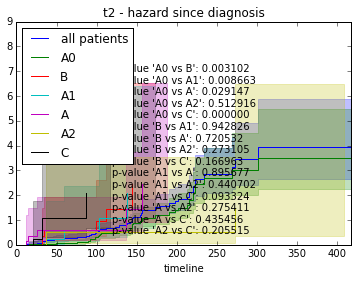 t2 - hazard since diagnosis
9
8
7
6
5
4
3
2
1
0
all patients
A0
B
A1
A
A2
C
value 'A0 vs B': 0.003102
value 'A0 vs A1': 0.008663
value 'A0 vs A': 0.029147
value 'A0 vs A2': 0.512916
value 'A0 vs C': 0.000000
value 'B vs A1': 0.942826
value 'B vs A': 0.720532
value 'B vs A2': 0.273105
value 'B vs C': 0.166963
p-value 'A1 vs A': 0.895677
p-value 'A1 vs A2': 0.440702
p-value 'A1 vs C': 0.093324
p-value 'A vs A2': 0.275411
p-value 'A vs C': 0.435456
p-value 'A2 vs C': 0.205515
0 50 100 150 200 250 300 350 400
timeline